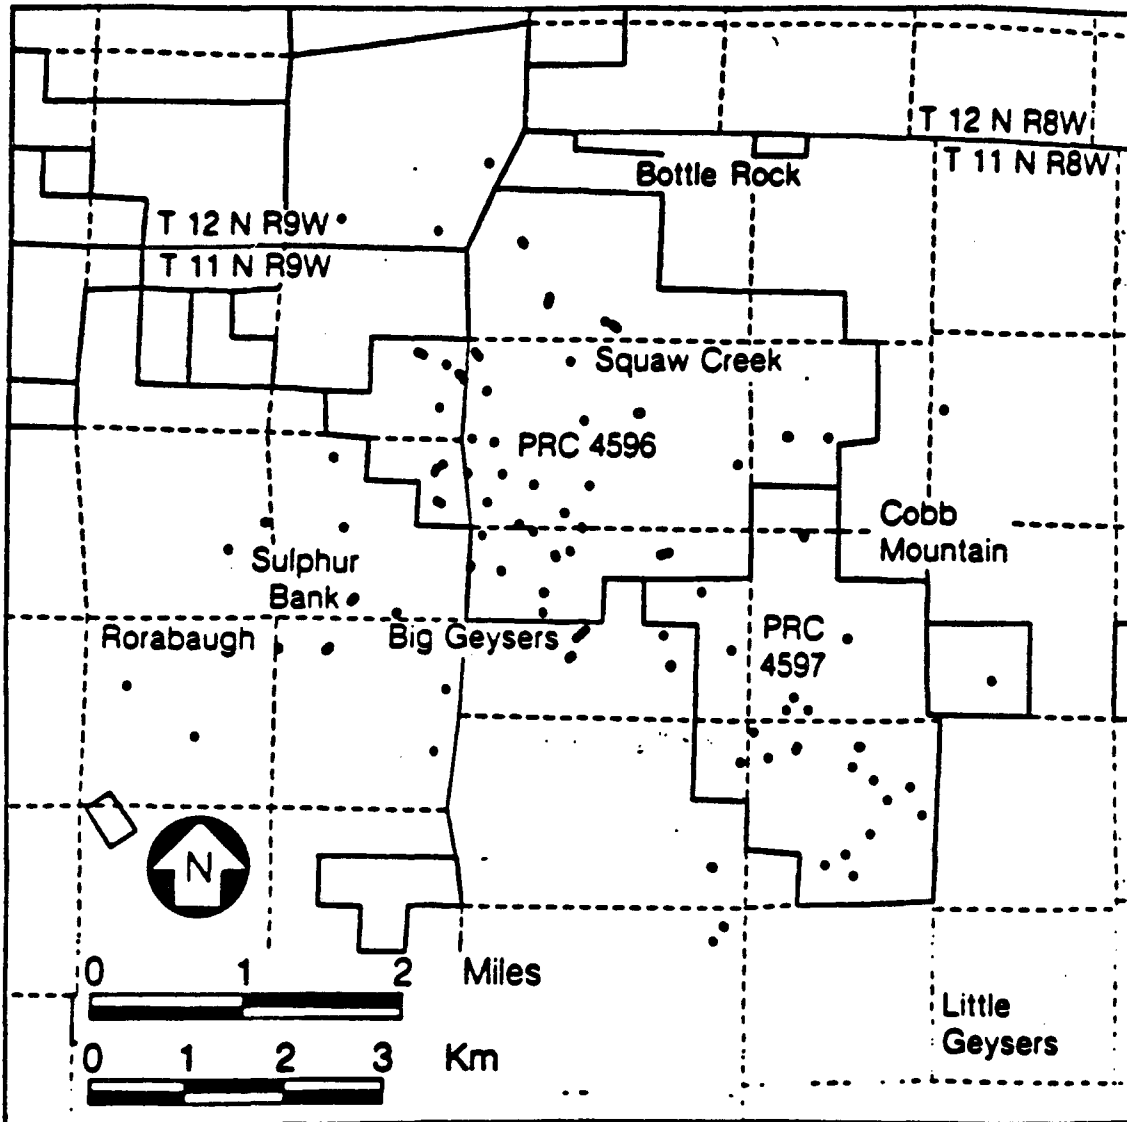 T 12 N R8W
T 11 N R8W
Bottle Rock
T 12 N R9W
T 11 N R9W
Squaw Creek
PRC 4596
Cobb
Mountain
Sulphur
Bank
Rorabaugh
Big Geysers
PRC
4597
N
0 1 2 Miles
0 1 2 3 Km
Little
Geysers